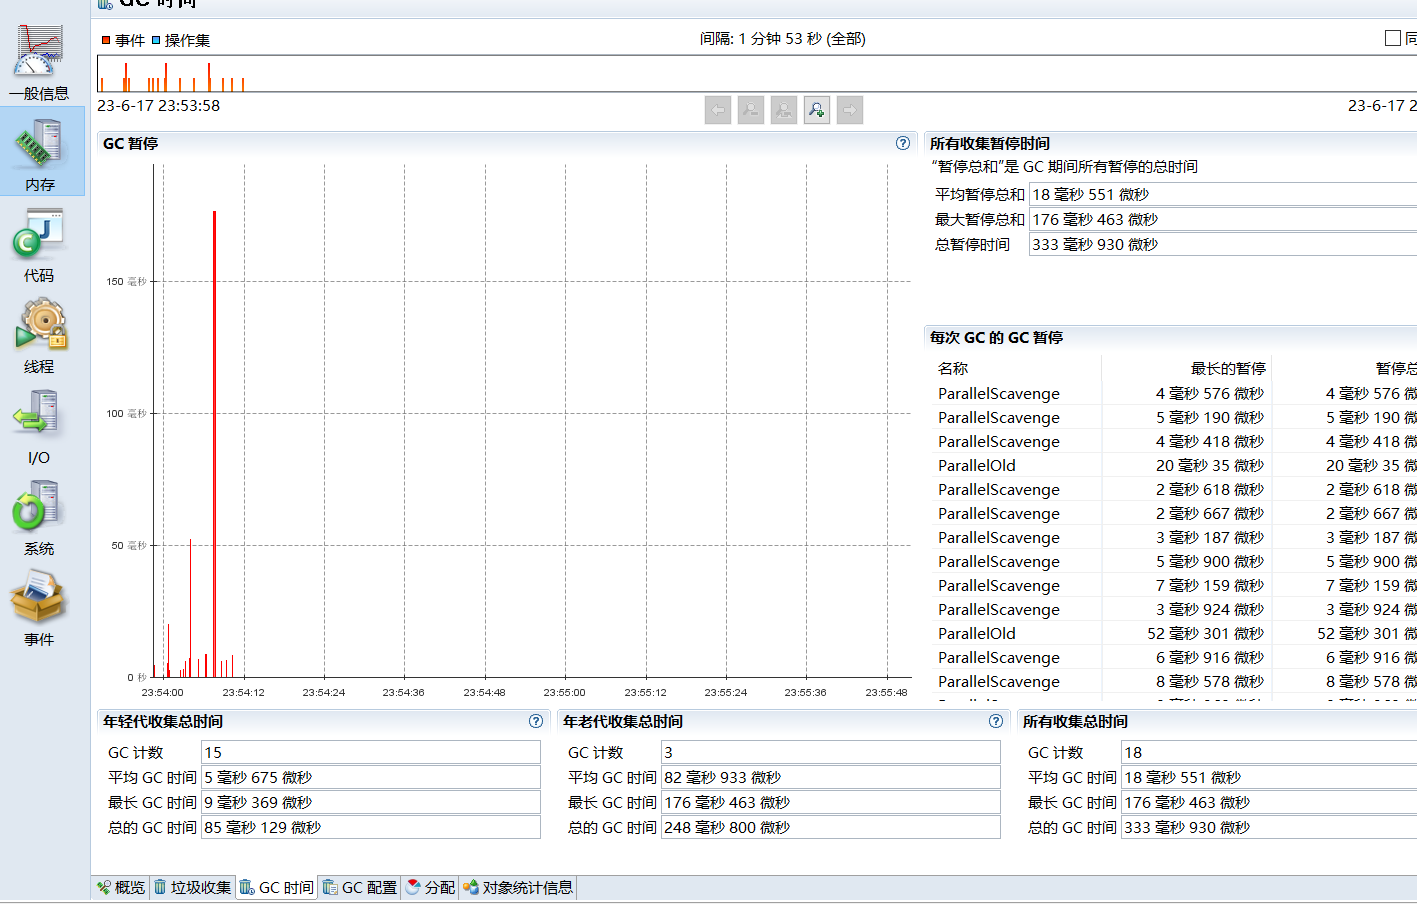 GC 时间
事件 操作集
间隔: 1 分钟 53 秒 (全部)
23-6-17 23:53:58
23-6-17 2
一般信息
内存
代码
线程
I/O
系统
事件
GC 暂停
150 毫秒
100 毫秒
50 毫秒
0 秒
23:54:00 23:54:12 23:54:24 23:54:36 23:54:48 23:55:00 23:55:12 23:55:24 23:55:36 23:55:48
所有收集暂停时间
“暂停总和”是 GC 期间所有暂停的总时间
平均暂停总和 18 毫秒 551 微秒
最大暂停总和 176 毫秒 463 微秒
总暂停时间 333 毫秒 930 微秒
每次 GC 的 GC 暂停
名称 最长的暂停 暂停总
ParallelScavenge 4 毫秒 576 微秒 4 毫秒 576 微
ParallelScavenge 5 毫秒 190 微秒 5 毫秒 190 微
ParallelScavenge 4 毫秒 418 微秒 4 毫秒 418 微
ParallelOld 20 毫秒 35 微秒 20 毫秒 35 微
ParallelScavenge 2 毫秒 618 微秒 2 毫秒 618 微
ParallelScavenge 2 毫秒 667 微秒 2 毫秒 667 微
ParallelScavenge 3 毫秒 187 微秒 3 毫秒 187 微
ParallelScavenge 5 毫秒 900 微秒 5 毫秒 900 微
ParallelScavenge 7 毫秒 159 微秒 7 毫秒 159 微
ParallelScavenge 3 毫秒 924 微秒 3 毫秒 924 微
ParallelOld 52 毫秒 301 微秒 52 毫秒 301 微
ParallelScavenge 6 毫秒 916 微秒 6 毫秒 916 微
ParallelScavenge 8 毫秒 578 微秒 8 毫秒 578 微
年轻代收集总时间
GC 计数 15
平均 GC 时间 5 毫秒 675 微秒
最长 GC 时间 9 毫秒 369 微秒
总的 GC 时间 85 毫秒 129 微秒
年老代收集总时间
GC 计数 3
平均 GC 时间 82 毫秒 933 微秒
最长 GC 时间 176 毫秒 463 微秒
总的 GC 时间 248 毫秒 800 微秒
所有收集总时间
GC 计数 18
平均 GC 时间 18 毫秒 551 微秒
最长 GC 时间 176 毫秒 463 微秒
总的 GC 时间 333 毫秒 930 微秒
概览 垃圾收集 GC 时间 GC 配置 分配 对象统计信息